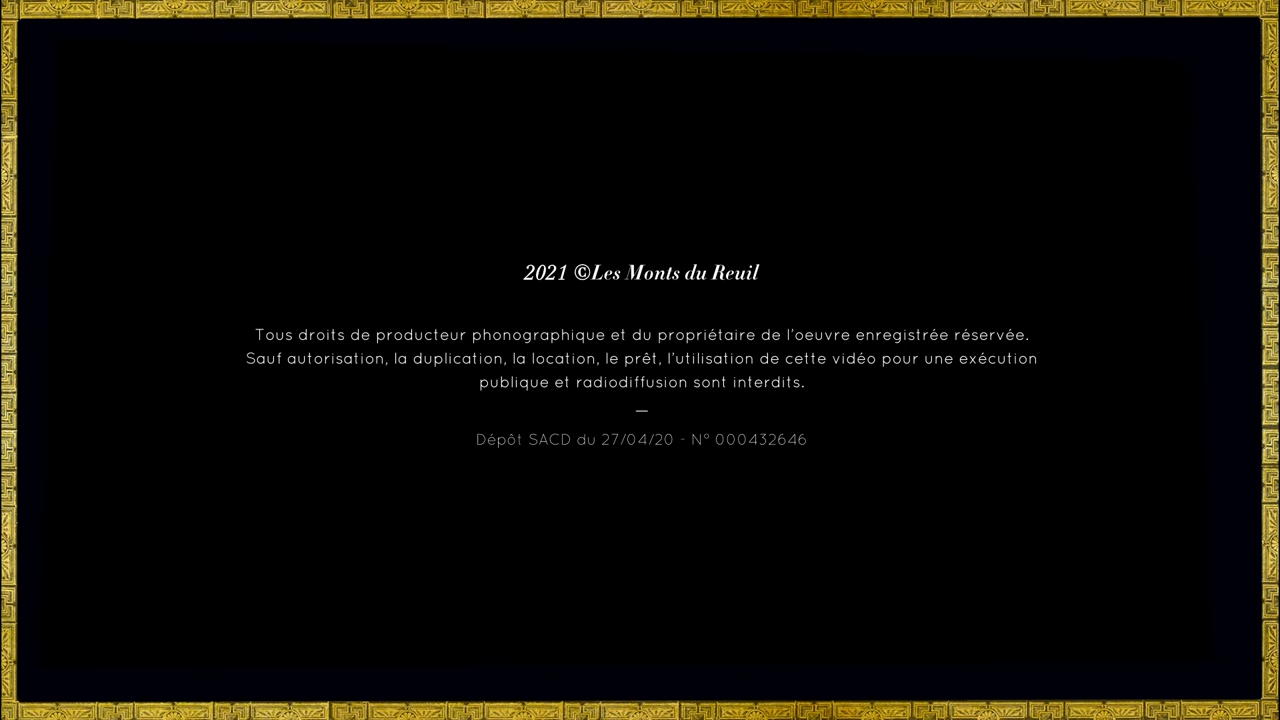 2021 ©Les Monts du Reuil
Tous droits de producteur phonographique et du propriétaire de l'oeuvre enregistrée réservée.
Sauf autorisation, la duplication, la location, le prêt, l'utilisation de cette vidéo pour une exécution
publique et radiodiffusion sont interdits.
—
Dépôt SACD du 27/04/20 - N° 000432646